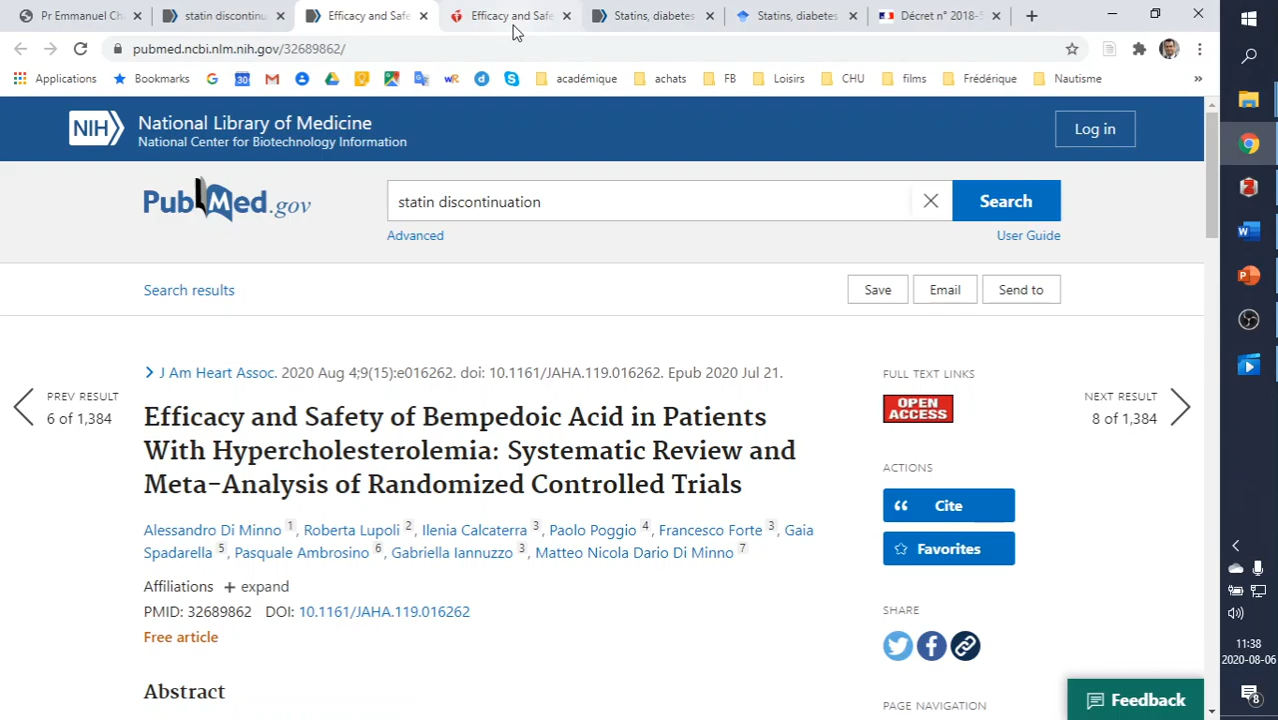 Pr Emmanuel Ch
statin discontinu
Efficacy and Safe
Efficacy and Safe
Statins, diabetes
Statins, diabetes
Décret n° 2018-5
pubmed.ncbi.nlm.nih.gov/32689862/
Applications
Bookmarks
académique
achats
FB
Loisirs
CHU
films
Frédérique
Nautisme
»
NIH
National Library of Medicine
National Center for Biotechnology Information
Log in
PubMed.gov
statin discontinuation
Search
Advanced
User Guide
Search results
Save
Email
Send to
PREV RESULT
6 of 1,384
NEXT RESULT
8 of 1,384
J Am Heart Assoc. 2020 Aug 4;9(15):e016262. doi: 10.1161/JAHA.119.016262. Epub 2020 Jul 21.
Efficacy and Safety of Bempedoic Acid in Patients
With Hypercholesterolemia: Systematic Review and
Meta-Analysis of Randomized Controlled Trials
Alessandro Di Minno 1, Roberta Lupoli 2, Ilenia Calcaterra 3, Paolo Poggio 4, Francesco Forte 3, Gaia
Spadarella 5, Pasquale Ambrosino 6, Gabriella Iannuzzo 3, Matteo Nicola Dario Di Minno 7
Affiliations + expand
PMID: 32689862 DOI: 10.1161/JAHA.119.016262
Free article
Abstract
FULL TEXT LINKS
OPEN
ACCESS
ACTIONS
Cite
Favorites
SHARE
PAGE NAVIGATION
Feedback
11:38
2020-08-06
8